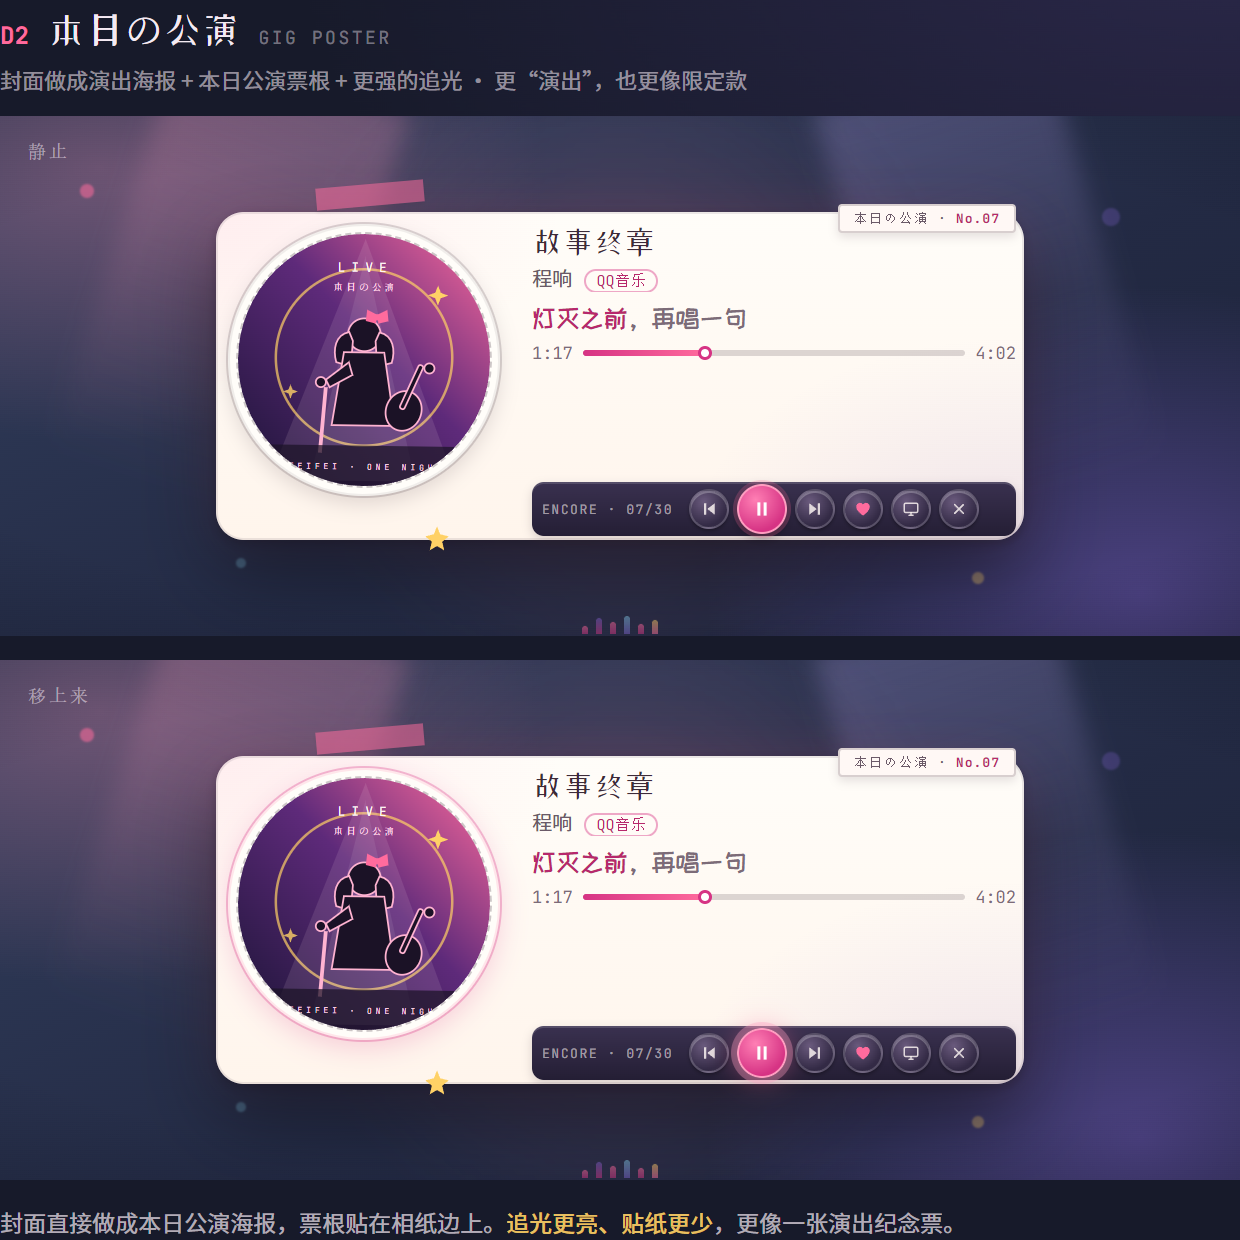 D2 本日の公演 GIG POSTER
封面做成演出海报 + 本日公演票根 + 更强的追光 · 更“演出”，也更像限定款
静止
本日の公演 · No.07
LIVE
本日の公演
故事终章
程响 QQ音乐
灯灭之前，再唱一句
1:17 4:02
EIFEI · ONE NIG
ENCORE · 07/30
移上来
本日の公演 · No.07
LIVE
本日の公演
故事终章
程响 QQ音乐
灯灭之前，再唱一句
1:17 4:02
EIFEI · ONE NIG
ENCORE · 07/30
封面直接做成本日公演海报，票根贴在相纸边上。追光更亮、贴纸更少，更像一张演出纪念票。